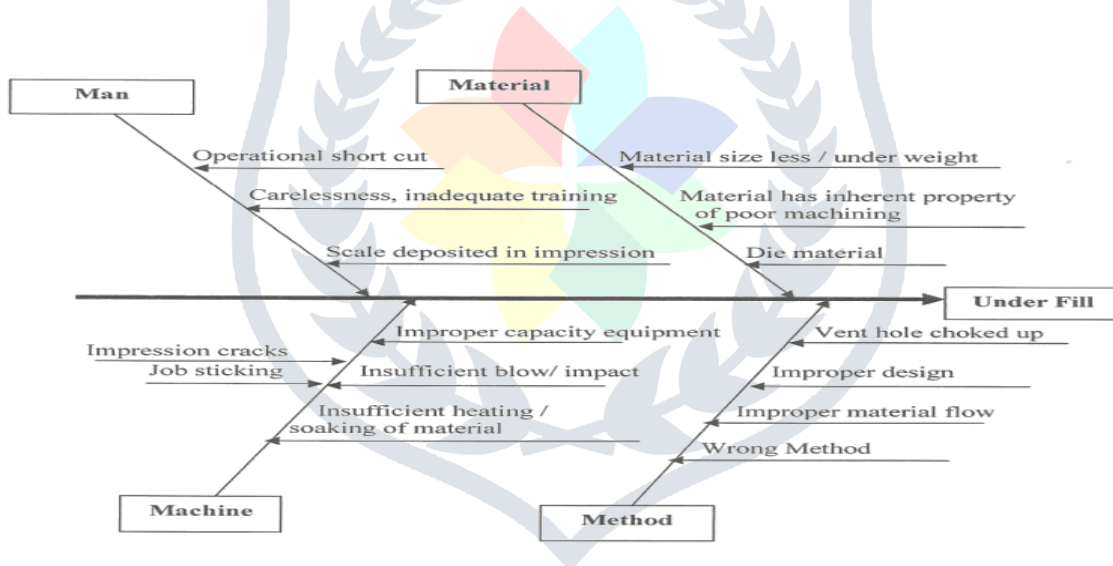 Man
Material
Operational short cut
Material size less / under weight
Carelessness, inadequate training
Material has inherent property
of poor machining
Scale deposited in impression
Die material
Under Fill
Improper capacity equipment
Vent hole choked up
Impression cracks
Job sticking
Insufficient blow/ impact
Improper design
Insufficient heating /
soaking of material
Improper material flow
Wrong Method
Machine
Method